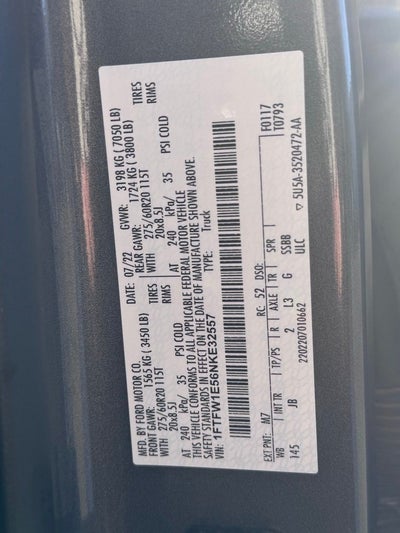 MFD. BY FORD MOTOR CO.
DATE: 07/22 GVWR: 3198 KG ( 7050 LB)
FRONT GAWR: 1565 KG ( 3450 LB) REAR GAWR: 1724 KG ( 3800 LB)
WITH 275/60R20 115T TIRES WITH 275/60R20 115T TIRES
20x8.5J RIMS 20x8.5J RIMS
AT 240 kPa/ 35 PSI COLD AT 240 kPa/ 35 PSI COLD
THIS VEHICLE CONFORMS TO ALL APPLICABLE FEDERAL MOTOR VEHICLE
SAFETY STANDARDS IN EFFECT ON THE DATE OF MANUFACTURE SHOWN ABOVE.
VIN: 1FTFW1E56NKE32557 TYPE: Truck
F0117
T0793
EXT PNT: M7 RC: 52 DSO:
WB INT TR TP/PS R AXLE TR SPR
145 JB 2 L3 G SSBB
2202207010662 ULC
▽ 5U5A-3520472-AA